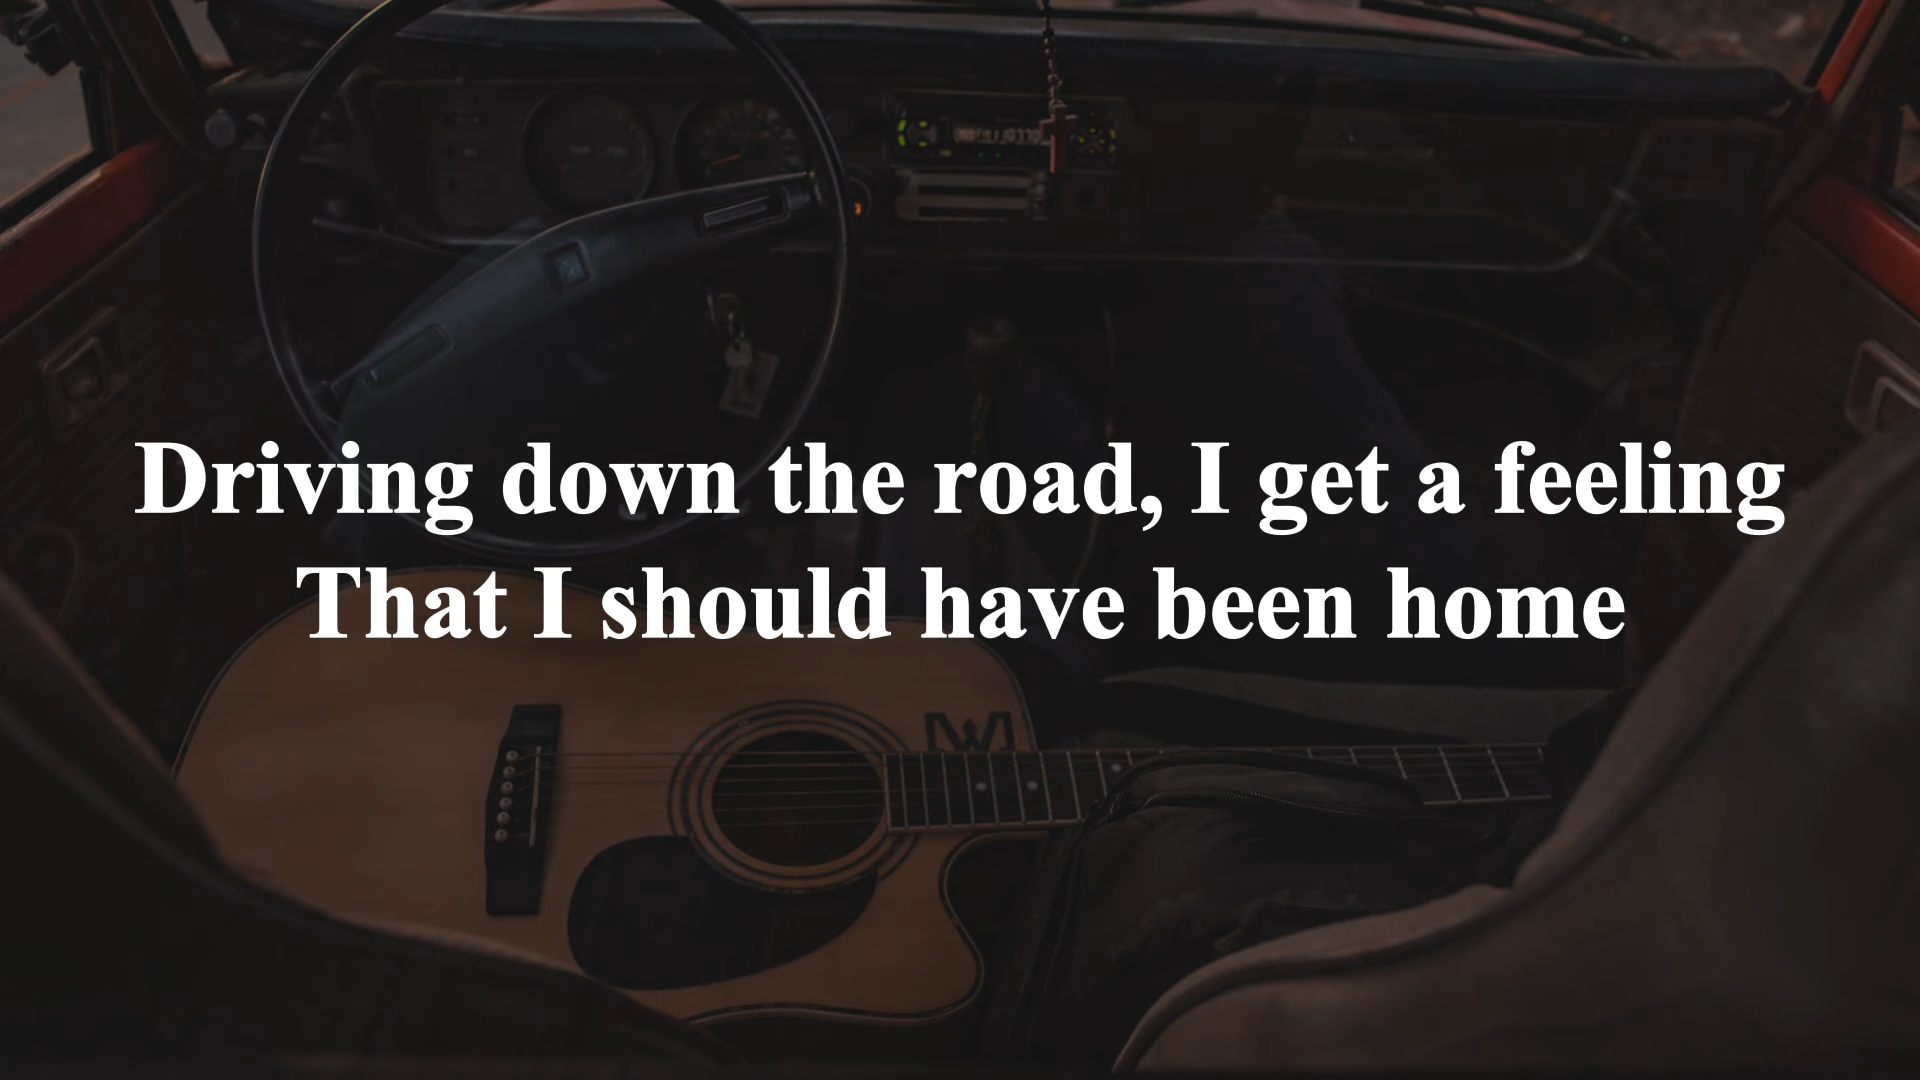 Driving down the road, I get a feeling
That I should have been home